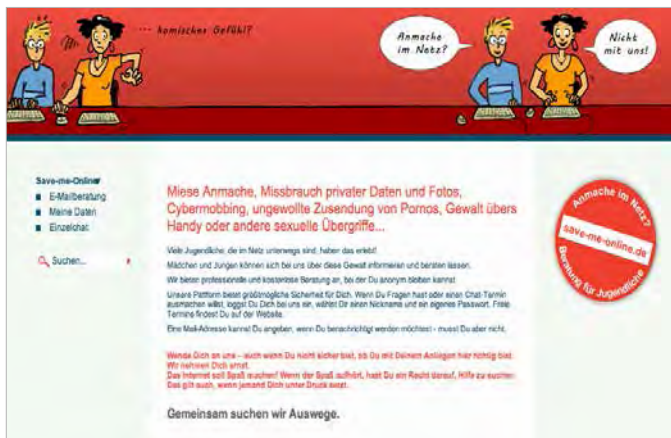 ... komisches Gefühl?
Anmache
im Netz?
Nicht
mit uns!
Save-me-Online
E-Mailberatung
Meine Daten
Einzelchat
Suchen...
Miese Anmache, Missbrauch privater Daten und Fotos,
Cybermobbing, ungewollte Zusendung von Pornos, Gewalt übers
Handy oder andere sexuelle Übergriffe...
Viele Jugendliche, die im Netz unterwegs sind, haben das erlebt!
Mädchen und Jungen können sich bei uns über diese Gewalt informieren und beraten lassen.
Wir bieten professionelle und kostenlose Beratung an, bei der Du anonym bleiben kannst.
Unsere Plattform bietet größtmögliche Sicherheit für Dich. Wenn Du Fragen hast oder einen Chat-Termin
ausmachen willst, loggst Du Dich bei uns ein, wählst Dir einen Nickname und ein eigenes Passwort. Freie
Termine findest Du auf der Website.
Eine Mail-Adresse kannst Du angeben, wenn Du benachrichtigt werden möchtest - musst Du aber nicht.
Wende Dich an uns – auch wenn Du nicht sicher bist, ob Du mit Deinem Anliegen hier richtig bist.
Wir nehmen Dich ernst.
Das Internet soll Spaß machen! Wenn der Spaß aufhört, hast Du ein Recht darauf, Hilfe zu suchen.
Das gilt auch, wenn jemand Dich unter Druck setzt.
Gemeinsam suchen wir Auswege.
Anmache im Netz?
save-me-online.de
Beratung für Jugendliche